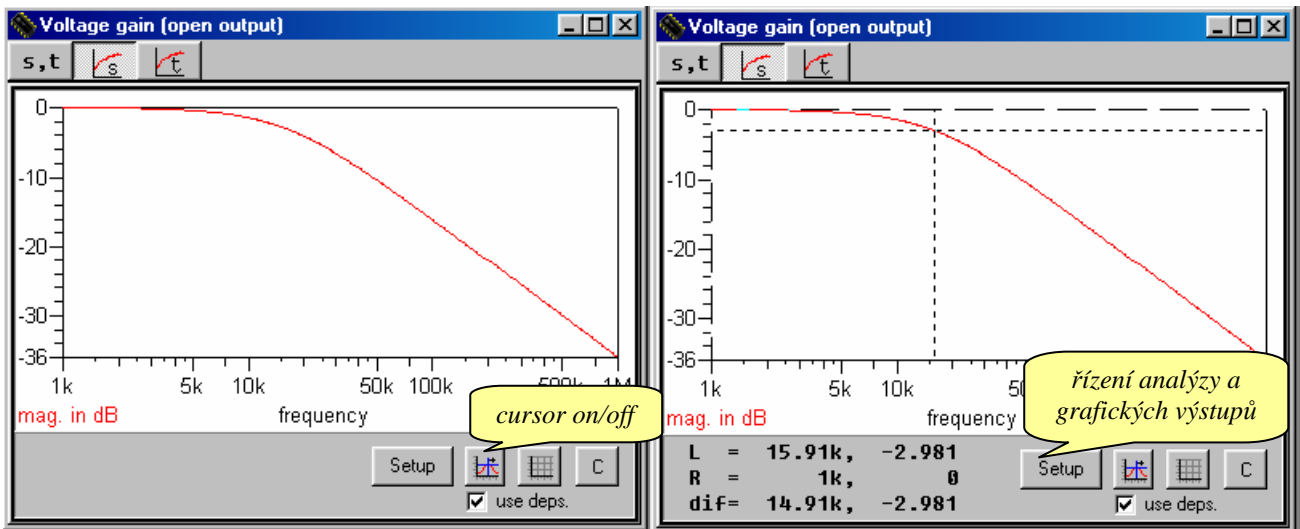 Voltage gain (open output)
s,t
s
t
0
-10
-20
-30
-36
1k 5k 10k 50k 100k 500k 1M
mag. in dB frequency
cursor on/off
Setup C
use deps.
Voltage gain (open output)
s,t
s
t
0
-10
-20
-30
-36
1k 5k 10k
mag. in dB frequency
řízení analýzy a
grafických výstupů
L = 15.91k, -2.981
R = 1k, 0
dif= 14.91k, -2.981
Setup C
use deps.